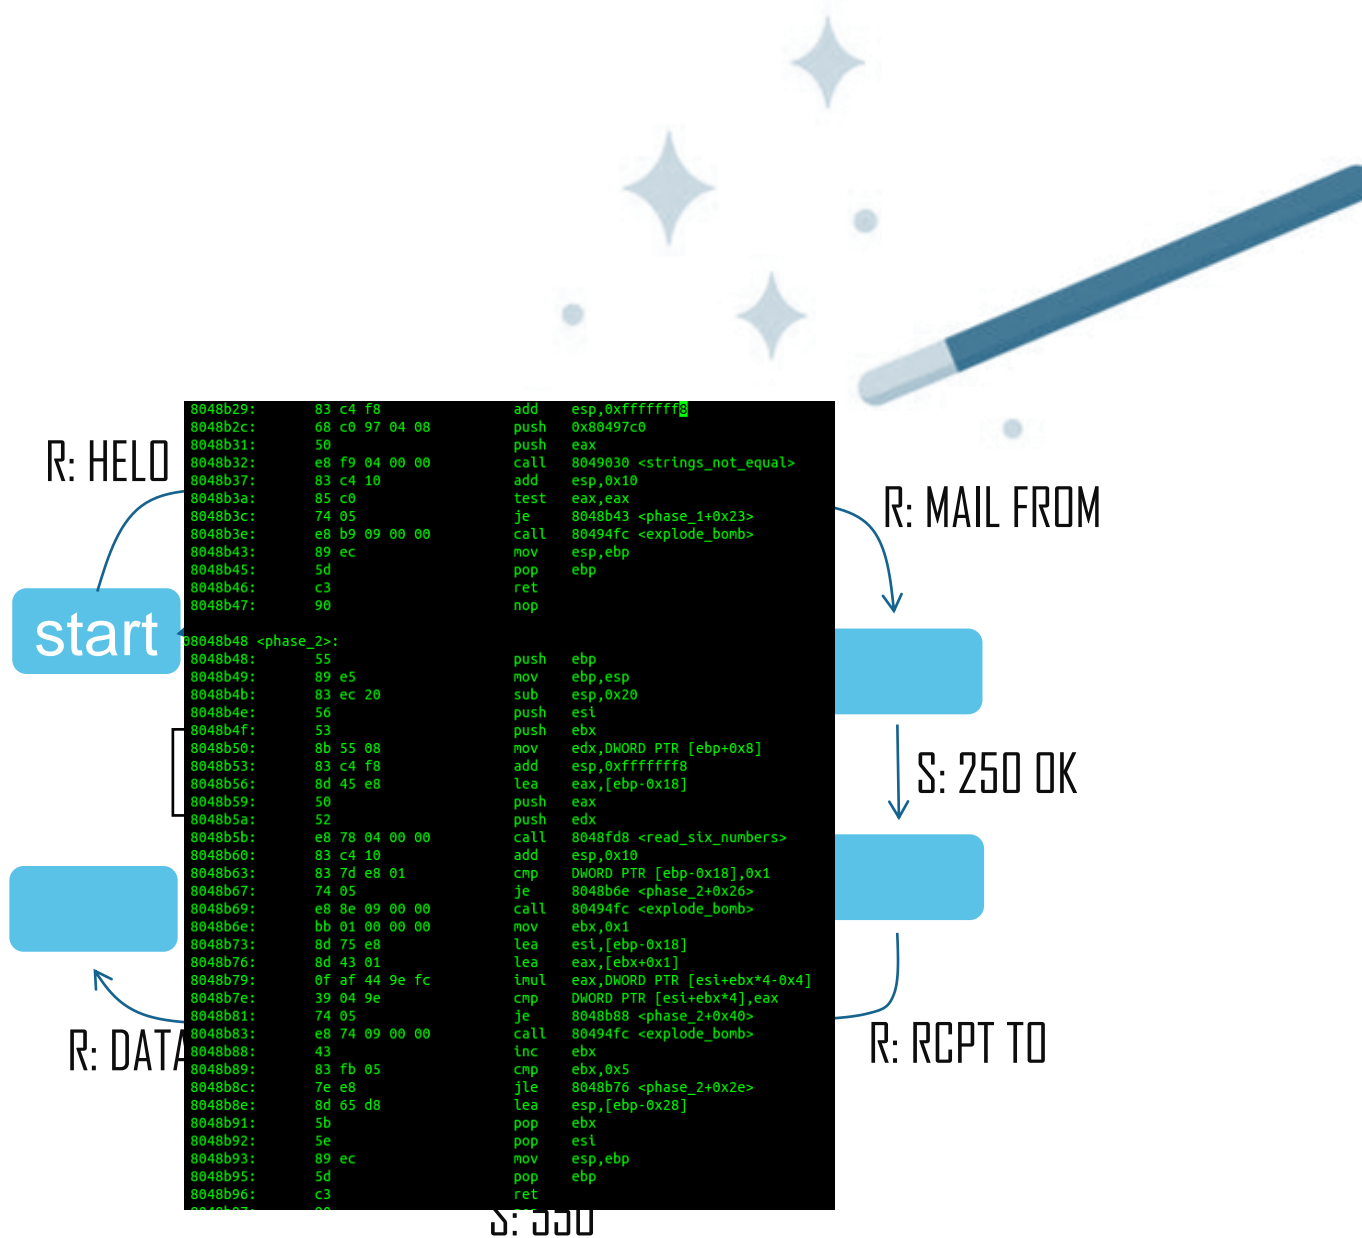 8048b29: 83 c4 f8 add esp,0xfffffff8
8048b2c: 68 c0 97 04 08 push 0x80497c0
8048b31: 50 push eax
R: HELO
8048b32: e8 f9 04 00 00 call 8049030 <strings_not_equal>
8048b37: 83 c4 10 add esp,0x10
8048b3a: 85 c0 test eax,eax
R: MAIL FROM
8048b3c: 74 05 je 8048b43 <phase_1+0x23>
8048b3e: e8 b9 09 00 00 call 80494fc <explode_bomb>
8048b43: 89 ec mov esp,ebp
8048b45: 5d pop ebp
8048b46: c3 ret
8048b47: 90 nop
start
08048b48 <phase_2>:
8048b48: 55 push ebp
8048b49: 89 e5 mov ebp,esp
8048b4b: 83 ec 20 sub esp,0x20
8048b4e: 56 push esi
8048b4f: 53 push ebx
8048b50: 8b 55 08 mov edx,DWORD PTR [ebp+0x8]
8048b53: 83 c4 f8 add esp,0xfffffff8
S: 250 OK
8048b56: 8d 45 e8 lea eax,[ebp-0x18]
8048b59: 50 push eax
8048b5a: 52 push edx
8048b5b: e8 78 04 00 00 call 8048fd8 <read_six_numbers>
8048b60: 83 c4 10 add esp,0x10
8048b63: 83 7d e8 01 cmp DWORD PTR [ebp-0x18],0x1
8048b67: 74 05 je 8048b6e <phase_2+0x26>
8048b69: e8 8e 09 00 00 call 80494fc <explode_bomb>
8048b6e: bb 01 00 00 00 mov ebx,0x1
8048b73: 8d 75 e8 lea esi,[ebp-0x18]
8048b76: 8d 43 01 lea eax,[ebx+0x1]
8048b79: 0f af 44 9e fc imul eax,DWORD PTR [esi+ebx*4-0x4]
8048b7e: 39 04 9e cmp DWORD PTR [esi+ebx*4],eax
8048b81: 74 05 je 8048b88 <phase_2+0x40>
8048b83: e8 74 09 00 00 call 80494fc <explode_bomb>
R: DATA
R: RCPT TO
8048b88: 43 inc ebx
8048b89: 83 fb 05 cmp ebx,0x5
8048b8c: 7e e8 jle 8048b76 <phase_2+0x2e>
8048b8e: 8d 65 d8 lea esp,[ebp-0x28]
8048b91: 5b pop ebx
8048b92: 5e pop esi
8048b93: 89 ec mov esp,ebp
8048b95: 5d pop ebp
8048b96: c3 ret
S: 550